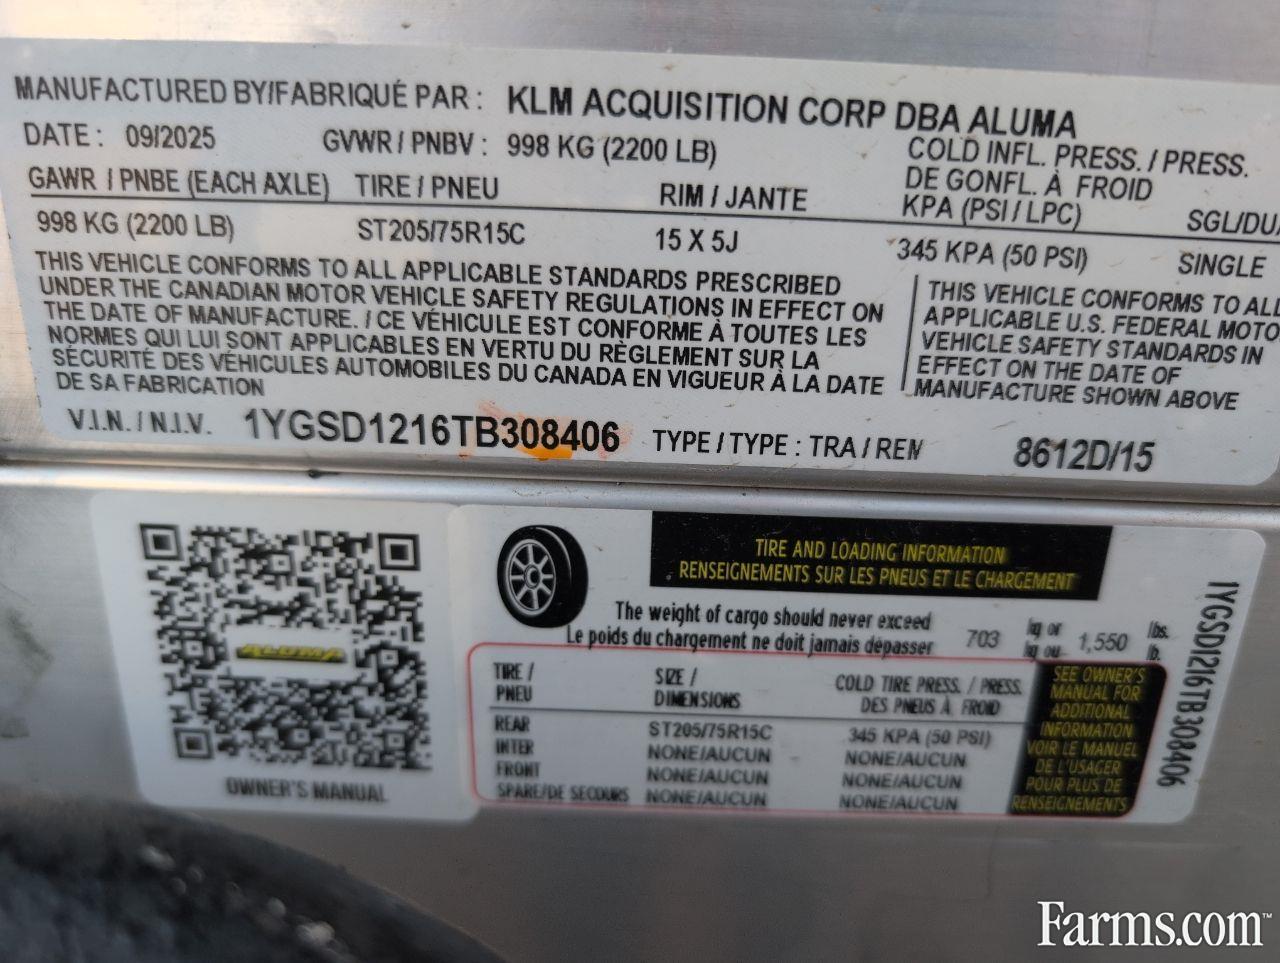 MANUFACTURED BY/FABRIQUÉ PAR : KLM ACQUISITION CORP DBA ALUMA
DATE : 09/2025 GVWR / PNBV : 998 KG (2200 LB)
COLD INFL. PRESS. / PRESS.
DE GONFL. À FROID
GAWR / PNBE (EACH AXLE) TIRE / PNEU RIM / JANTE KPA (PSI / LPC) SGL/DU
998 KG (2200 LB) ST205/75R15C 15 X 5J 345 KPA (50 PSI) SINGLE
THIS VEHICLE CONFORMS TO ALL APPLICABLE STANDARDS PRESCRIBED
UNDER THE CANADIAN MOTOR VEHICLE SAFETY REGULATIONS IN EFFECT ON
THE DATE OF MANUFACTURE. / CE VÉHICULE EST CONFORME À TOUTES LES
NORMES QUI LUI SONT APPLICABLES EN VERTU DU RÈGLEMENT SUR LA
SÉCURITÉ DES VÉHICULES AUTOMOBILES DU CANADA EN VIGUEUR À LA DATE
DE SA FABRICATION
THIS VEHICLE CONFORMS TO ALL
APPLICABLE U.S. FEDERAL MOTO
VEHICLE SAFETY STANDARDS IN
EFFECT ON THE DATE OF
MANUFACTURE SHOWN ABOVE
V.I.N. / N.I.V. 1YGSD1216TB308406 TYPE / TYPE : TRA / REM 8612D/15
ALUMA
OWNER'S MANUAL
TIRE AND LOADING INFORMATION
RENSEIGNEMENTS SUR LES PNEUS ET LE CHARGEMENT
The weight of cargo should never exceed
Le poids du chargement ne doit jamais dépasser
703 kg or
kg ou 1,550 lbs.
lb.
TIRE / SIZE / COLD TIRE PRESS. / PRESS.
PNEU DIMENSIONS DES PNEUS À FROID
REAR ST205/75R15C 345 KPA (50 PSI)
INTER NONE/AUCUN NONE/AUCUN
FRONT NONE/AUCUN NONE/AUCUN
SPARE/DE SECOURS NONE/AUCUN NONE/AUCUN
SEE OWNER'S
MANUAL FOR
ADDITIONAL
INFORMATION
VOIR LE MANUEL
DE L'USAGER
POUR PLUS DE
RENSEIGNEMENTS
1YGSD1216TB308406
Farms.com™